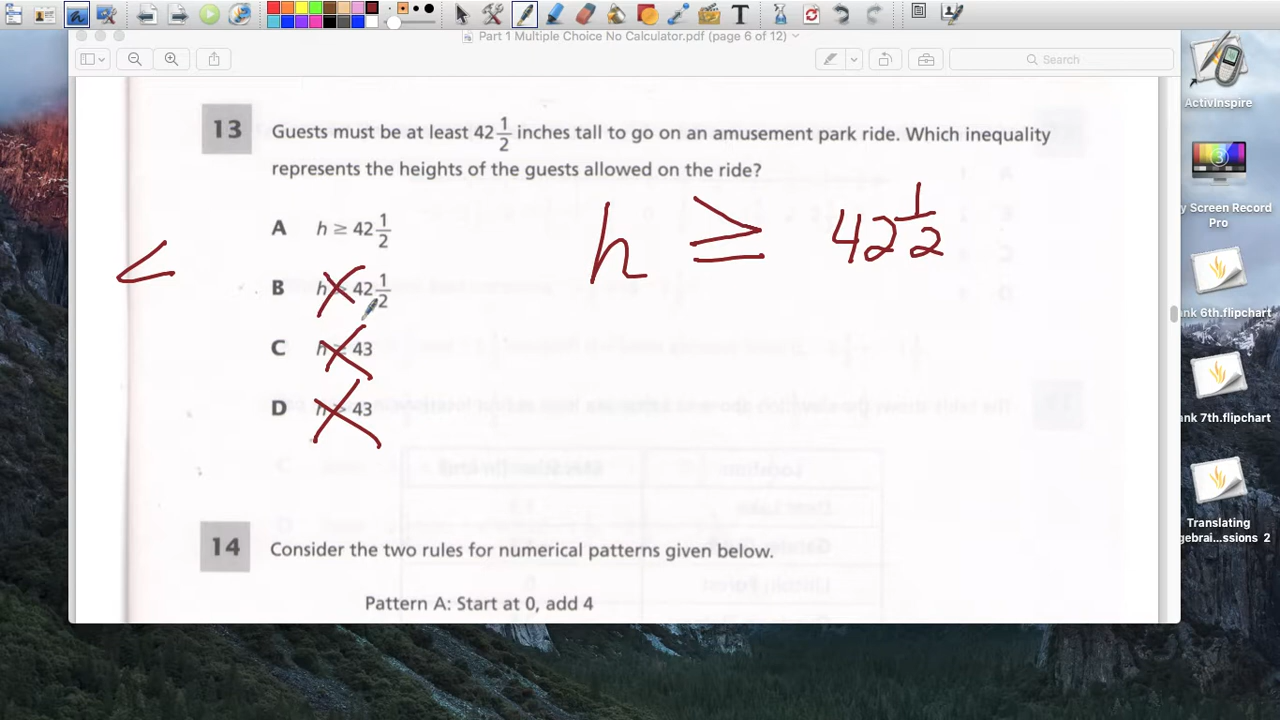 Part 1 Multiple Choice No Calculator.pdf (page 6 of 12)
Search
13 Guests must be at least 42 1/2 inches tall to go on an amusement park ride. Which inequality
represents the heights of the guests allowed on the ride?
A h ≥ 42 1/2
B h > 42 1/2
C h ≥ 43
D h > 43
<
h ≥ 42 1/2
14 Consider the two rules for numerical patterns given below.
Pattern A: Start at 0, add 4
ActivInspire
3
y Screen Record
Pro
nk 6th.flipchart
nk 7th.flipchart
Translating
gebrai...ssions 2